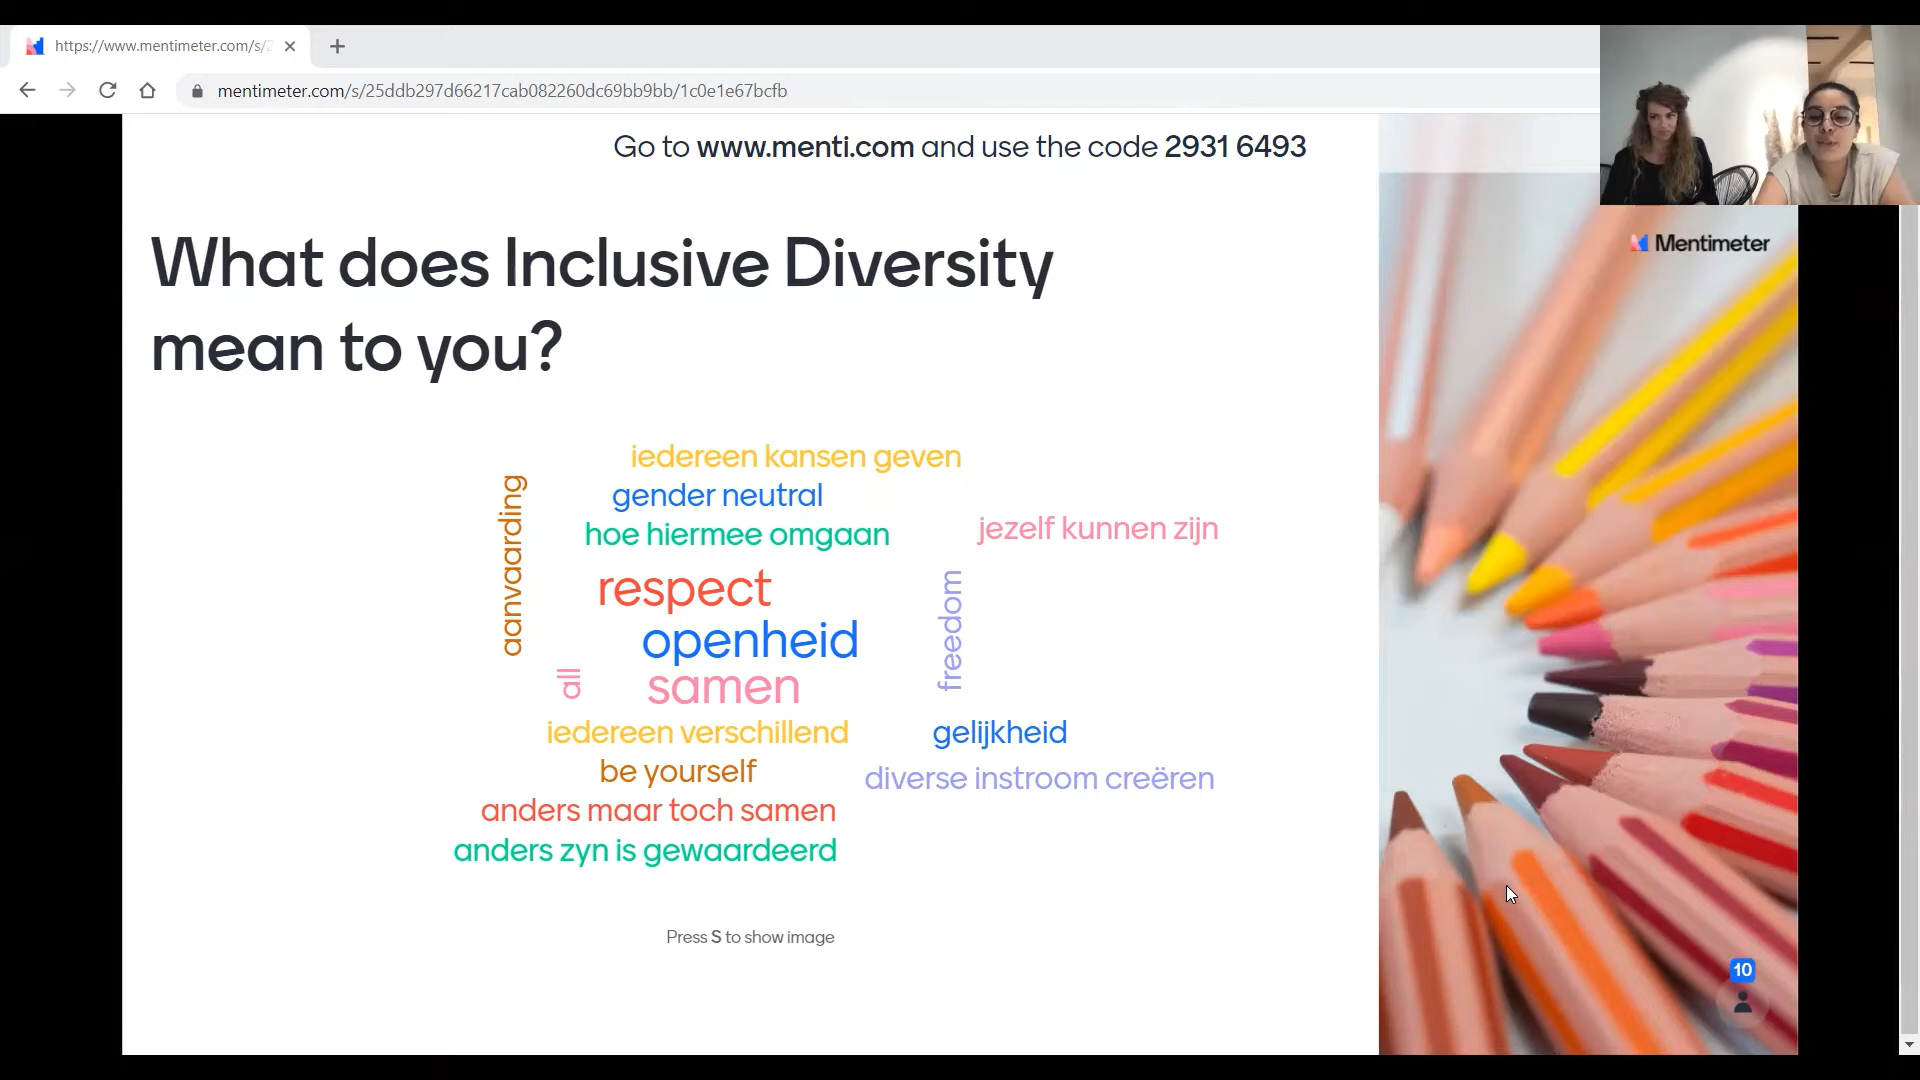 https://www.mentimeter.com/s/2
mentimeter.com/s/25ddb297d66217cab082260dc69bb9bb/1c0e1e67bcfb
Go to www.menti.com and use the code 2931 6493
Mentimeter
What does Inclusive Diversity
mean to you?
iedereen kansen geven
aanvaarding
gender neutral
hoe hiermee omgaan
jezelf kunnen zijn
respect
freedom
openheid
all
samen
iedereen verschillend
gelijkheid
be yourself
diverse instroom creëren
anders maar toch samen
anders zyn is gewaardeerd
Press S to show image
10